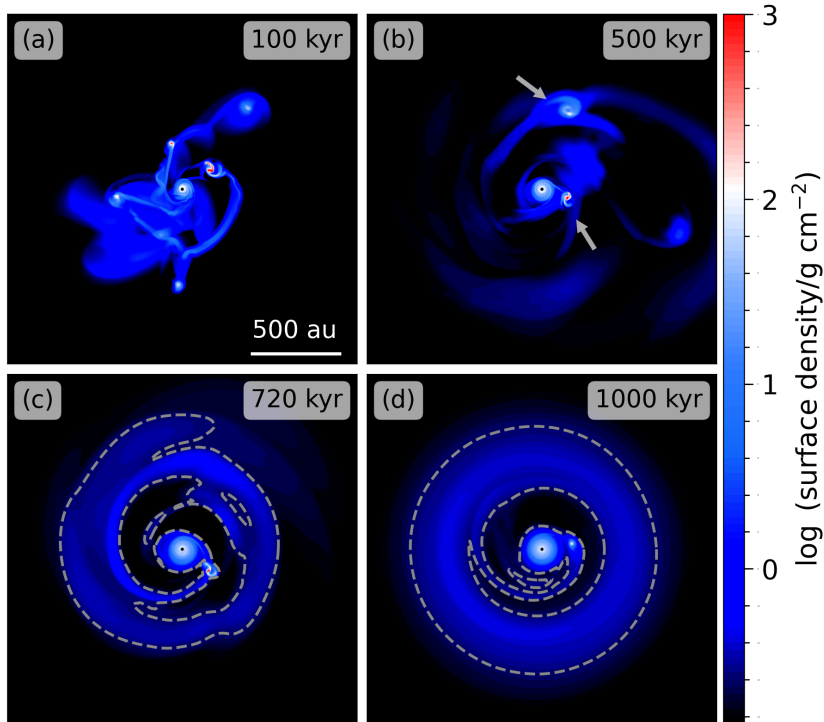 (a)
100 kyr
500 au
(b)
500 kyr
(c)
720 kyr
(d)
1000 kyr
3
2
1
0
log (surface density/g cm⁻²)